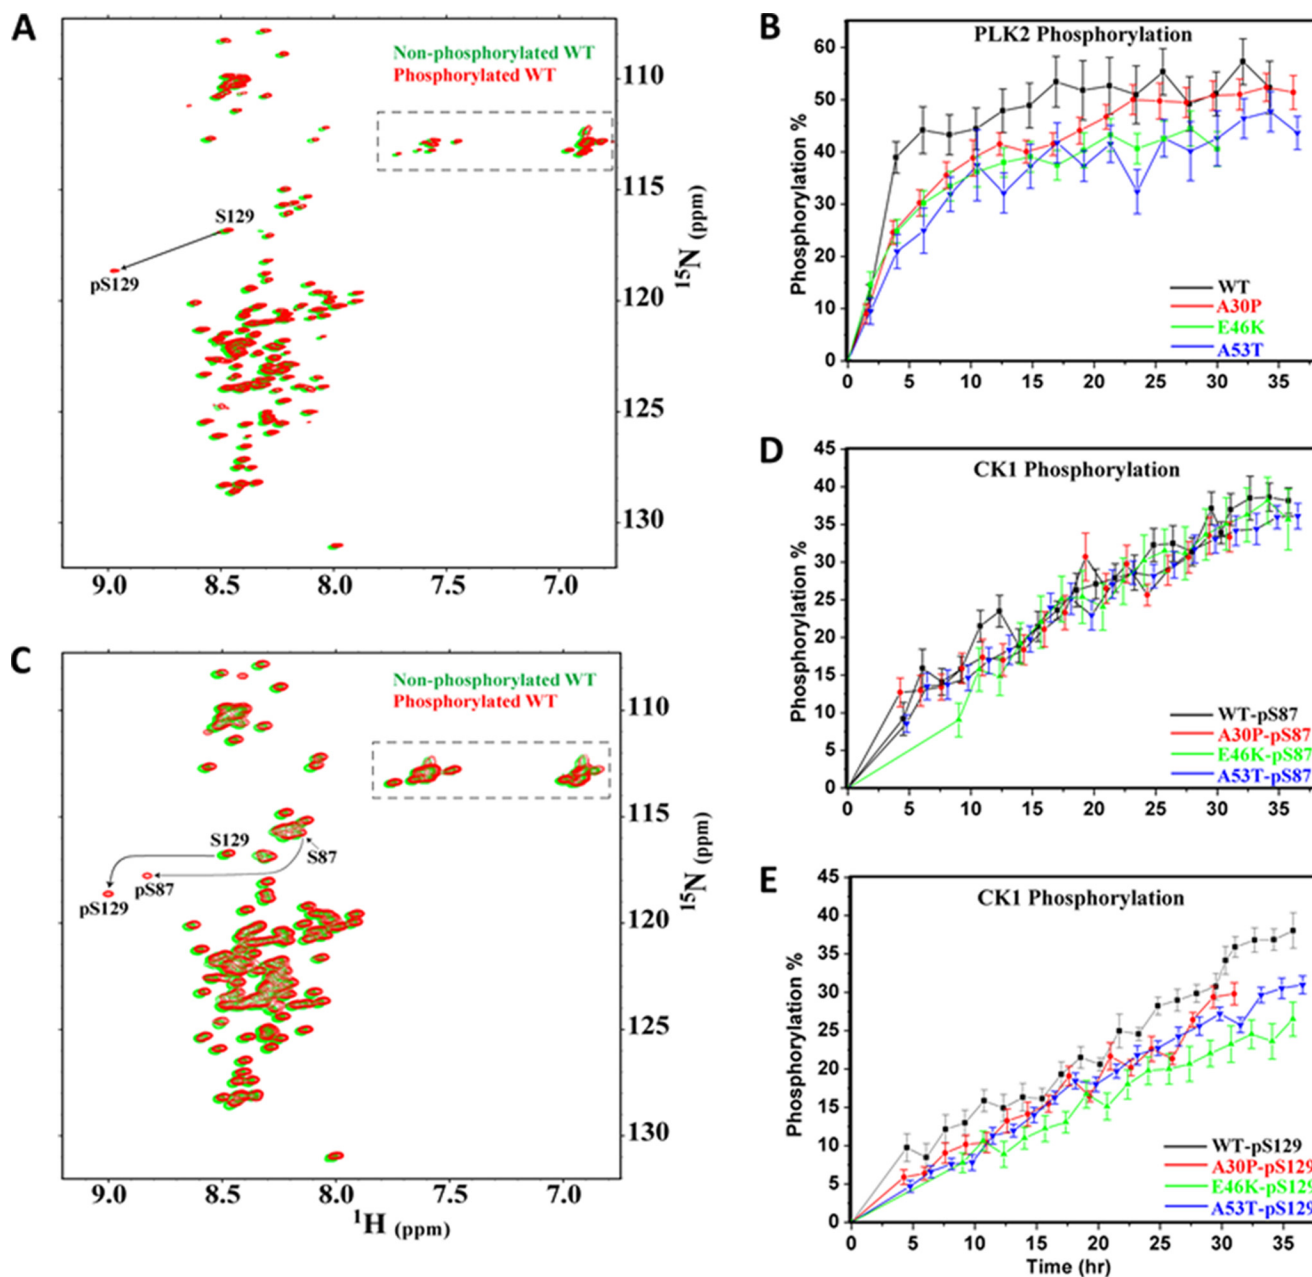 A
Non-phosphorylated WT
Phosphorylated WT
S129
pS129
110
115
120
125
130
15N (ppm)
9.0 8.5 8.0 7.5 7.0
B
PLK2 Phosphorylation
Phosphorylation %
60
50
40
30
20
10
0
WT
A30P
E46K
A53T
0 5 10 15 20 25 30 35
C
Non-phosphorylated WT
Phosphorylated WT
S129
S87
pS87
pS129
110
115
120
125
130
15N (ppm)
9.0 8.5 8.0 7.5 7.0
1H (ppm)
D
CK1 Phosphorylation
Phosphorylation %
45
40
35
30
25
20
15
10
5
0
WT-pS87
A30P-pS87
E46K-pS87
A53T-pS87
0 5 10 15 20 25 30 35
E
CK1 Phosphorylation
Phosphorylation %
45
40
35
30
25
20
15
10
5
0
WT-pS129
A30P-pS129
E46K-pS129
A53T-pS129
0 5 10 15 20 25 30 35
Time (hr)